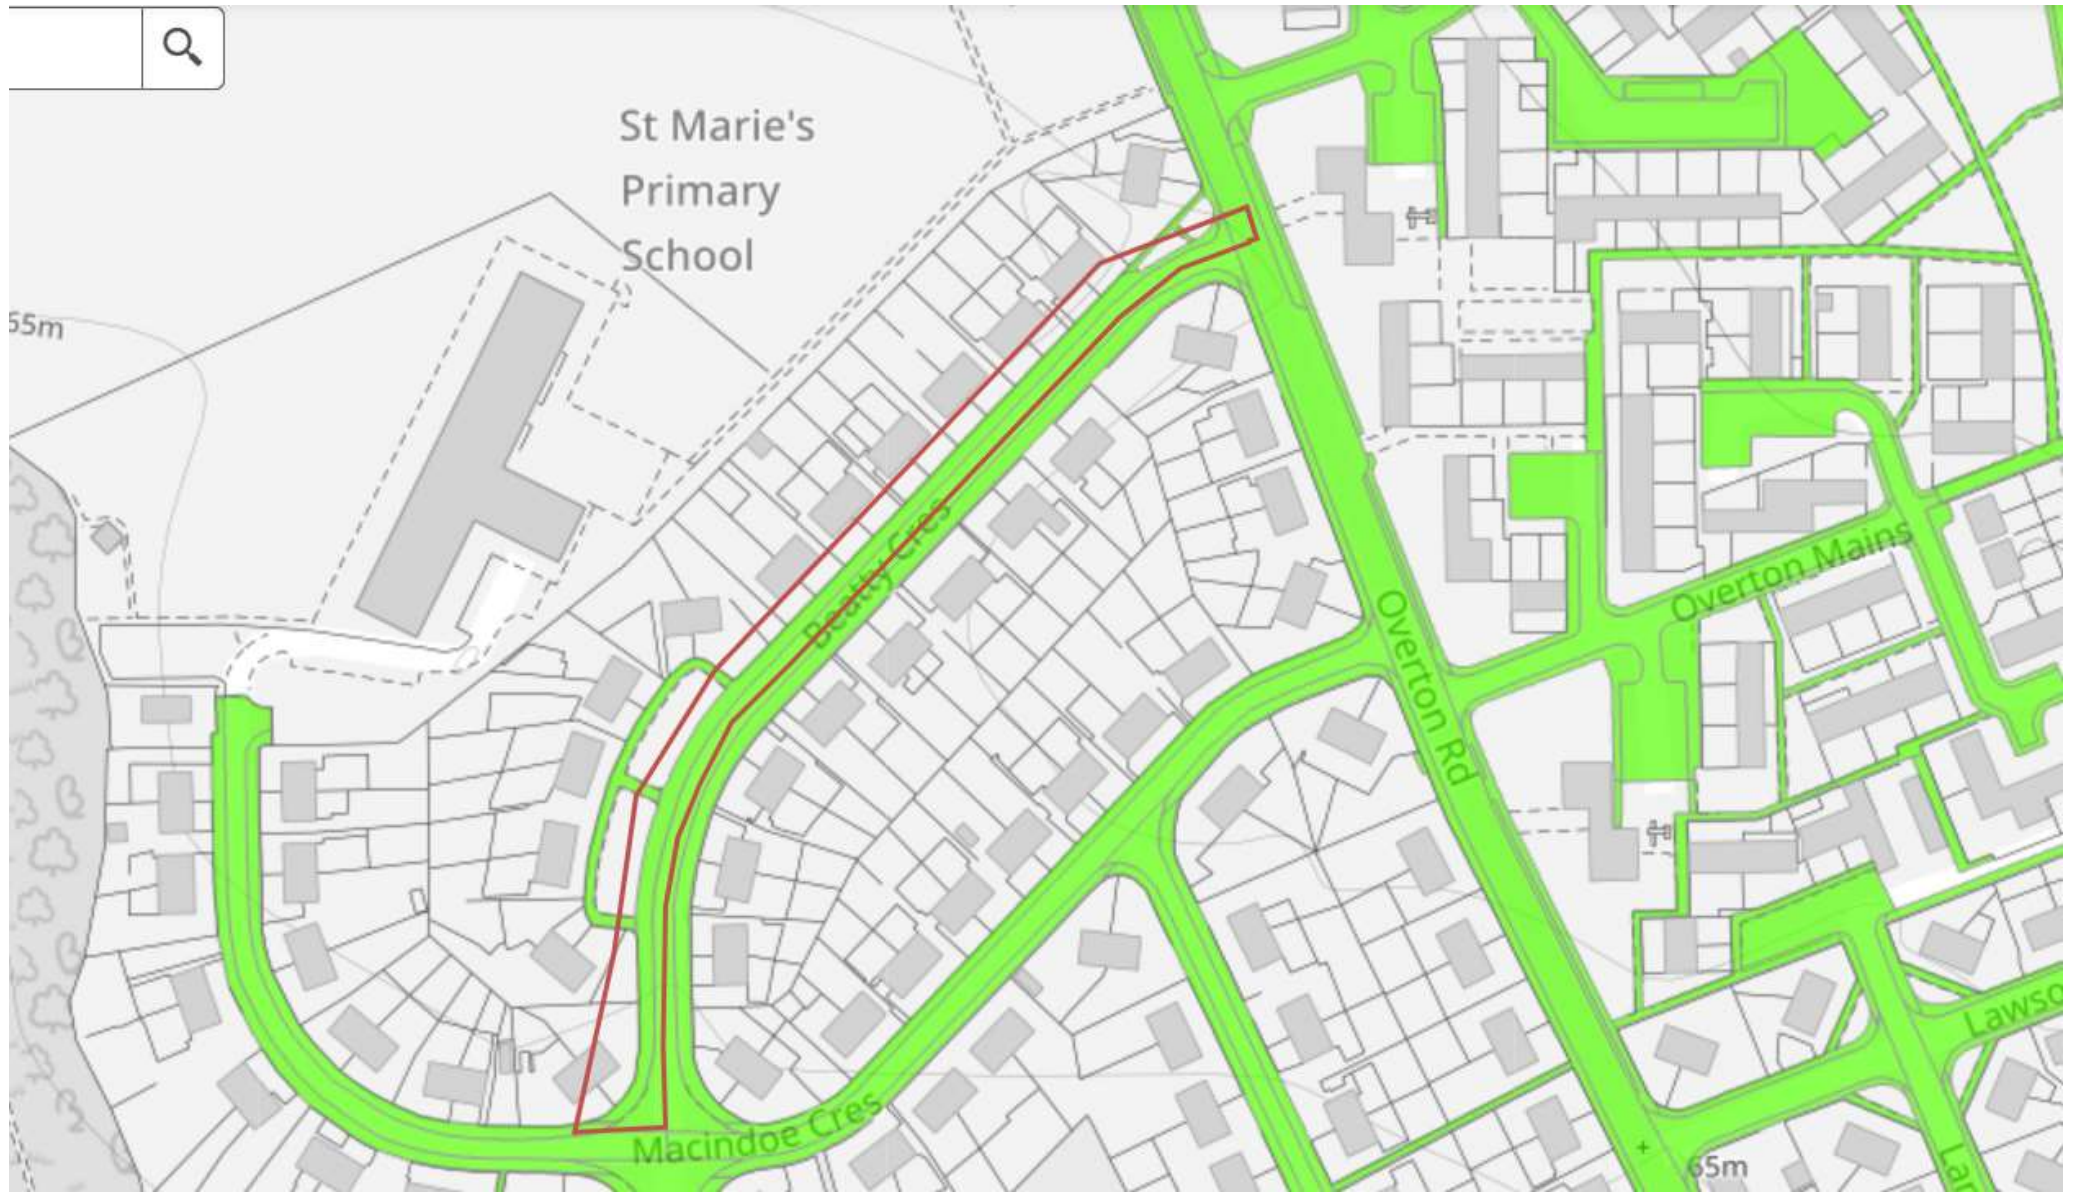 St Marie's
Primary
School
55m
Beatty Cres
Overton Rd
Overton Mains
Macindoe Cres
65m